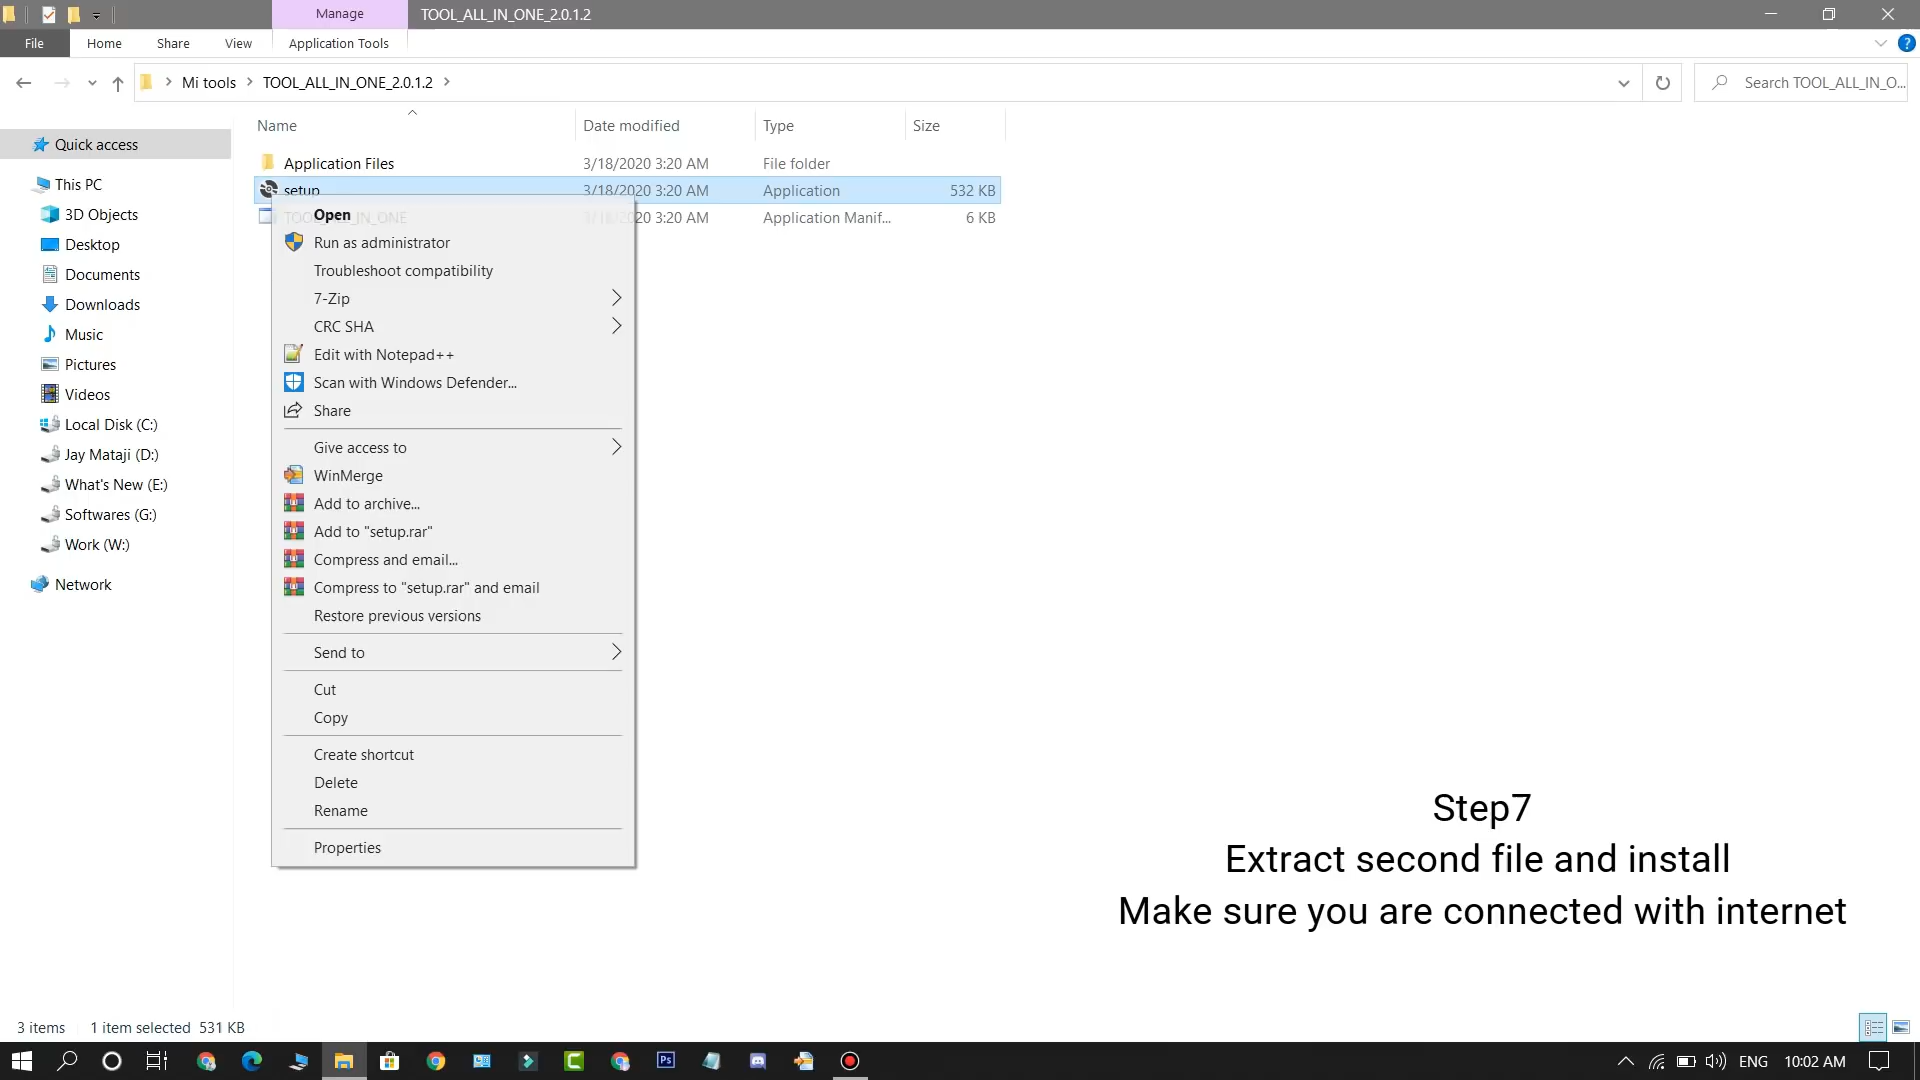 Manage
TOOL_ALL_IN_ONE_2.0.1.2
File
Home
Share
View
Application Tools
Mi tools
TOOL_ALL_IN_ONE_2.0.1.2
Search TOOL_ALL_IN_O...
Name
Date modified
Type
Size
Quick access
This PC
3D Objects
Desktop
Documents
Downloads
Music
Pictures
Videos
Local Disk (C:)
Jay Mataji (D:)
What's New (E:)
Softwares (G:)
Work (W:)
Network
Application Files 3/18/2020 3:20 AM File folder
setup 3/18/2020 3:20 AM Application 532 KB
TOOL_ALL_IN_ONE 3/18/2020 3:20 AM Application Manif... 6 KB
Open
Run as administrator
Troubleshoot compatibility
7-Zip
CRC SHA
Edit with Notepad++
Scan with Windows Defender...
Share
Give access to
WinMerge
Add to archive...
Add to "setup.rar"
Compress and email...
Compress to "setup.rar" and email
Restore previous versions
Send to
Cut
Copy
Create shortcut
Delete
Rename
Properties
Step7
Extract second file and install
Make sure you are connected with internet
3 items 1 item selected 531 KB
Ps
ENG
10:02 AM